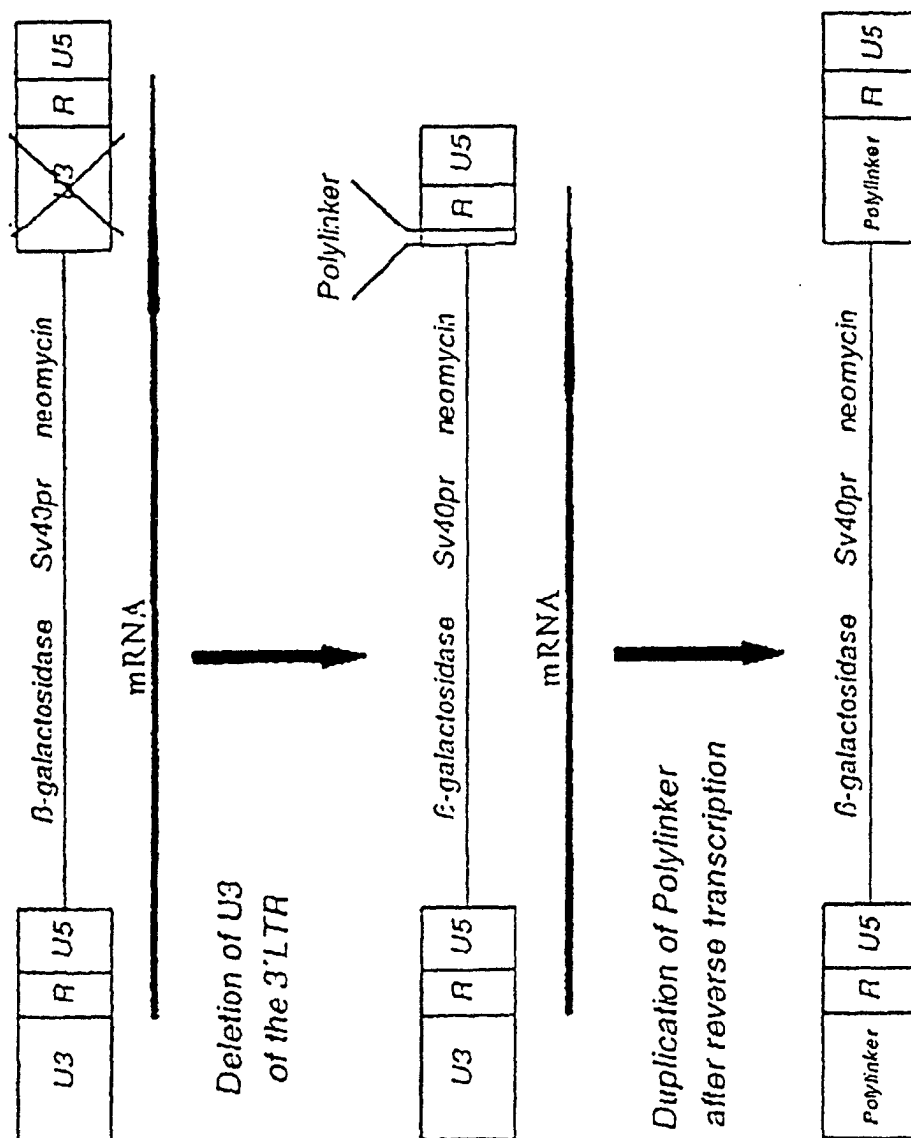 U3 R U5 β-galactosidase Sv40pr neomycin U3 R U5
mRNA
Deletion of U3
of the 3'LTR
Polylinker
U3 R U5 β-galactosidase Sv40pr neomycin R U5
mRNA
Duplication of Polylinker
after reverse transcription
Polylinker R U5 β-galactosidase Sv40pr neomycin Polylinker R U5